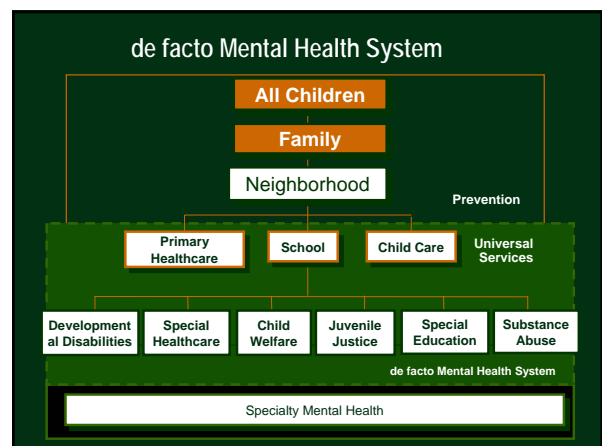 de facto Mental Health System
All Children
Family
Neighborhood
Prevention
Primary
Healthcare
School
Child Care
Universal
Services
Development
al Disabilities
Special
Healthcare
Child
Welfare
Juvenile
Justice
Special
Education
Substance
Abuse
de facto Mental Health System
Specialty Mental Health